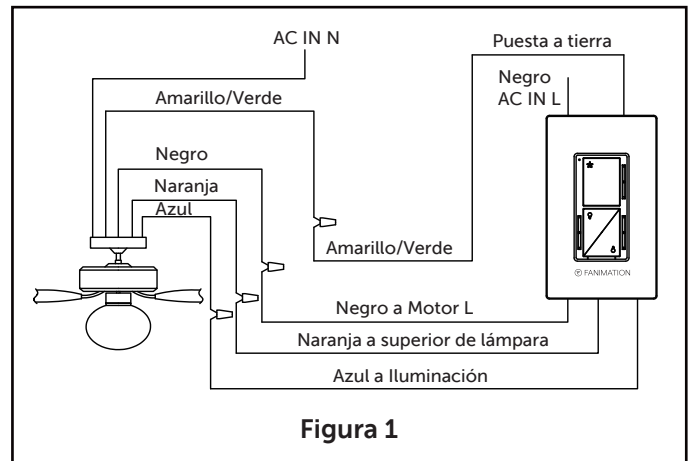 AC IN N
Puesta a tierra
Negro
AC IN L
Amarillo/Verde
Negro
Naranja
Azul
Amarillo/Verde
FANIMATION
Negro a Motor L
Naranja a superior de lámpara
Azul a Iluminación
Figura 1